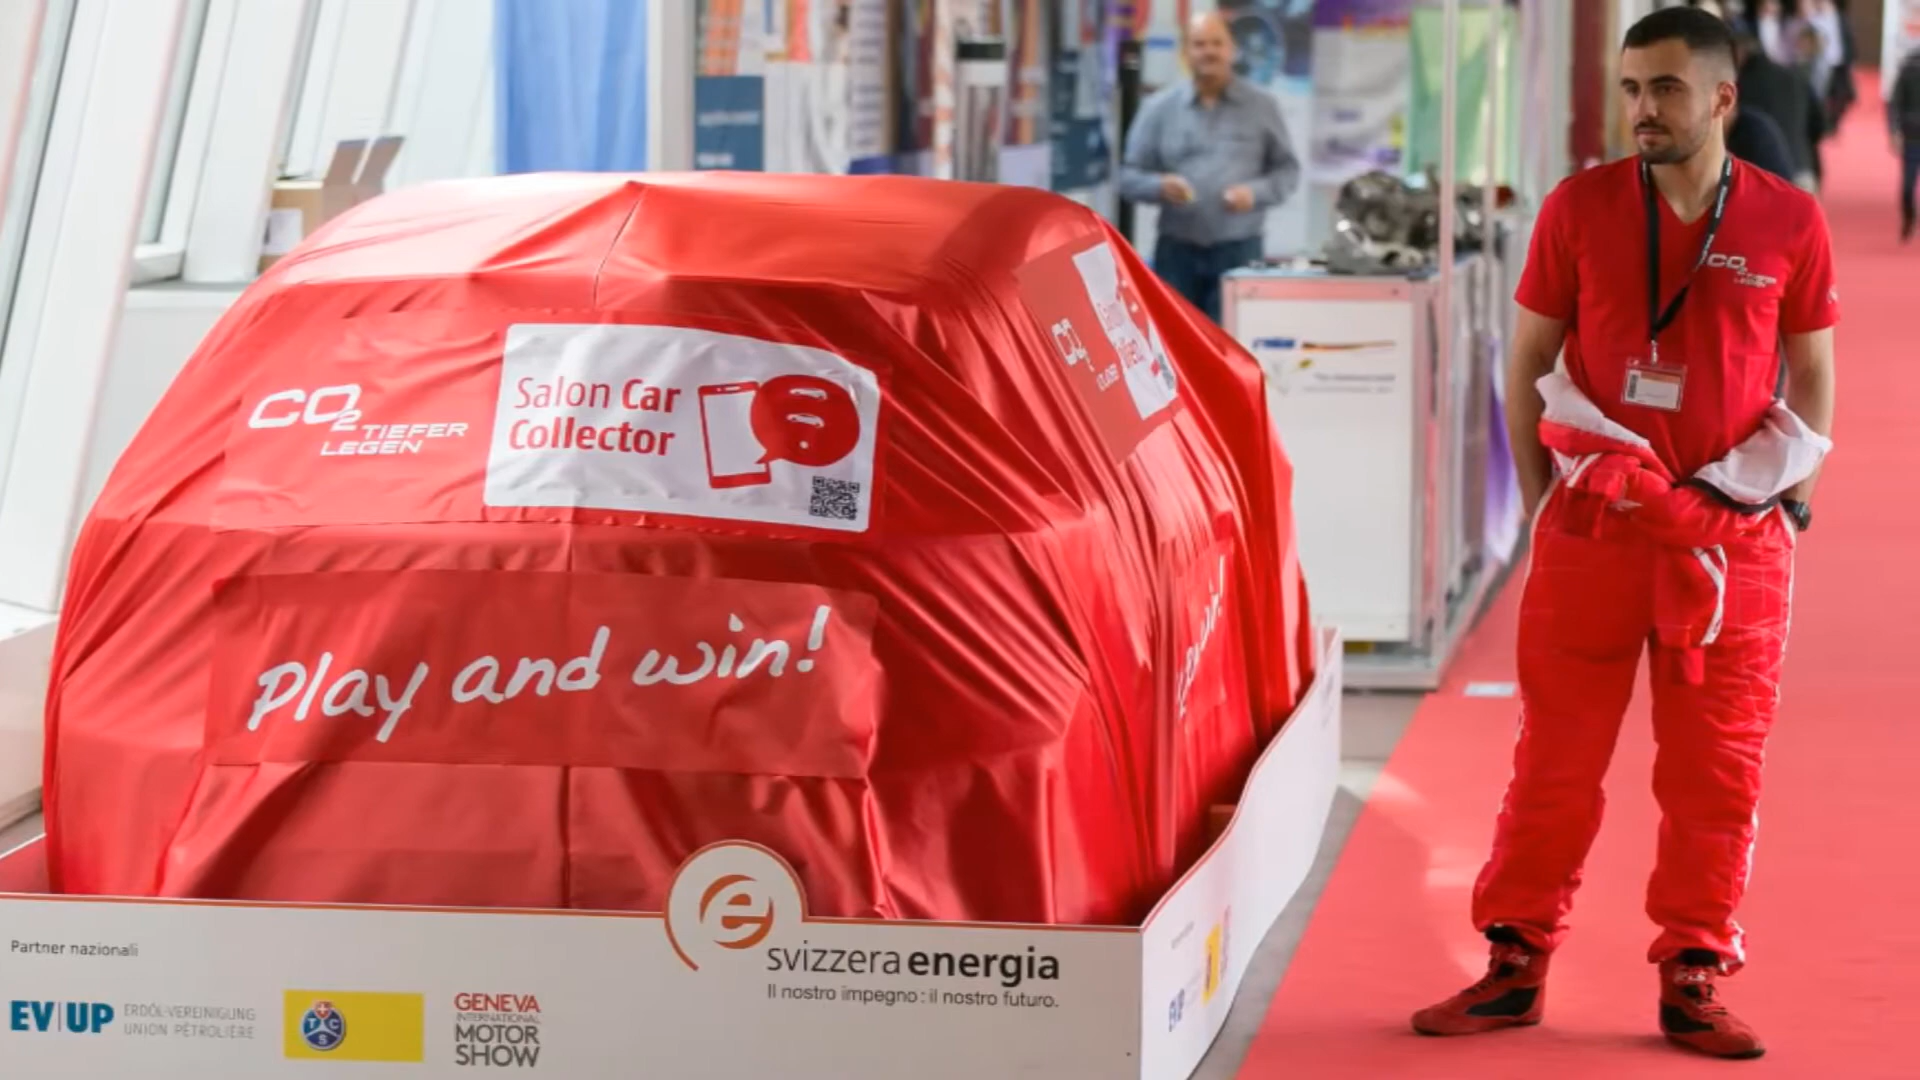 CO2 TIEFER
LEGEN
Salon Car
Collector
Play and win!
CO2 TIEFER
LEGEN
svizzera energia
Il nostro impegno : il nostro futuro.
Partner nazionali
EV|UP
ERDÖL-VEREINIGUNG
UNION PÉTROLIÈRE
TCS
GENEVA
INTERNATIONAL
MOTOR
SHOW